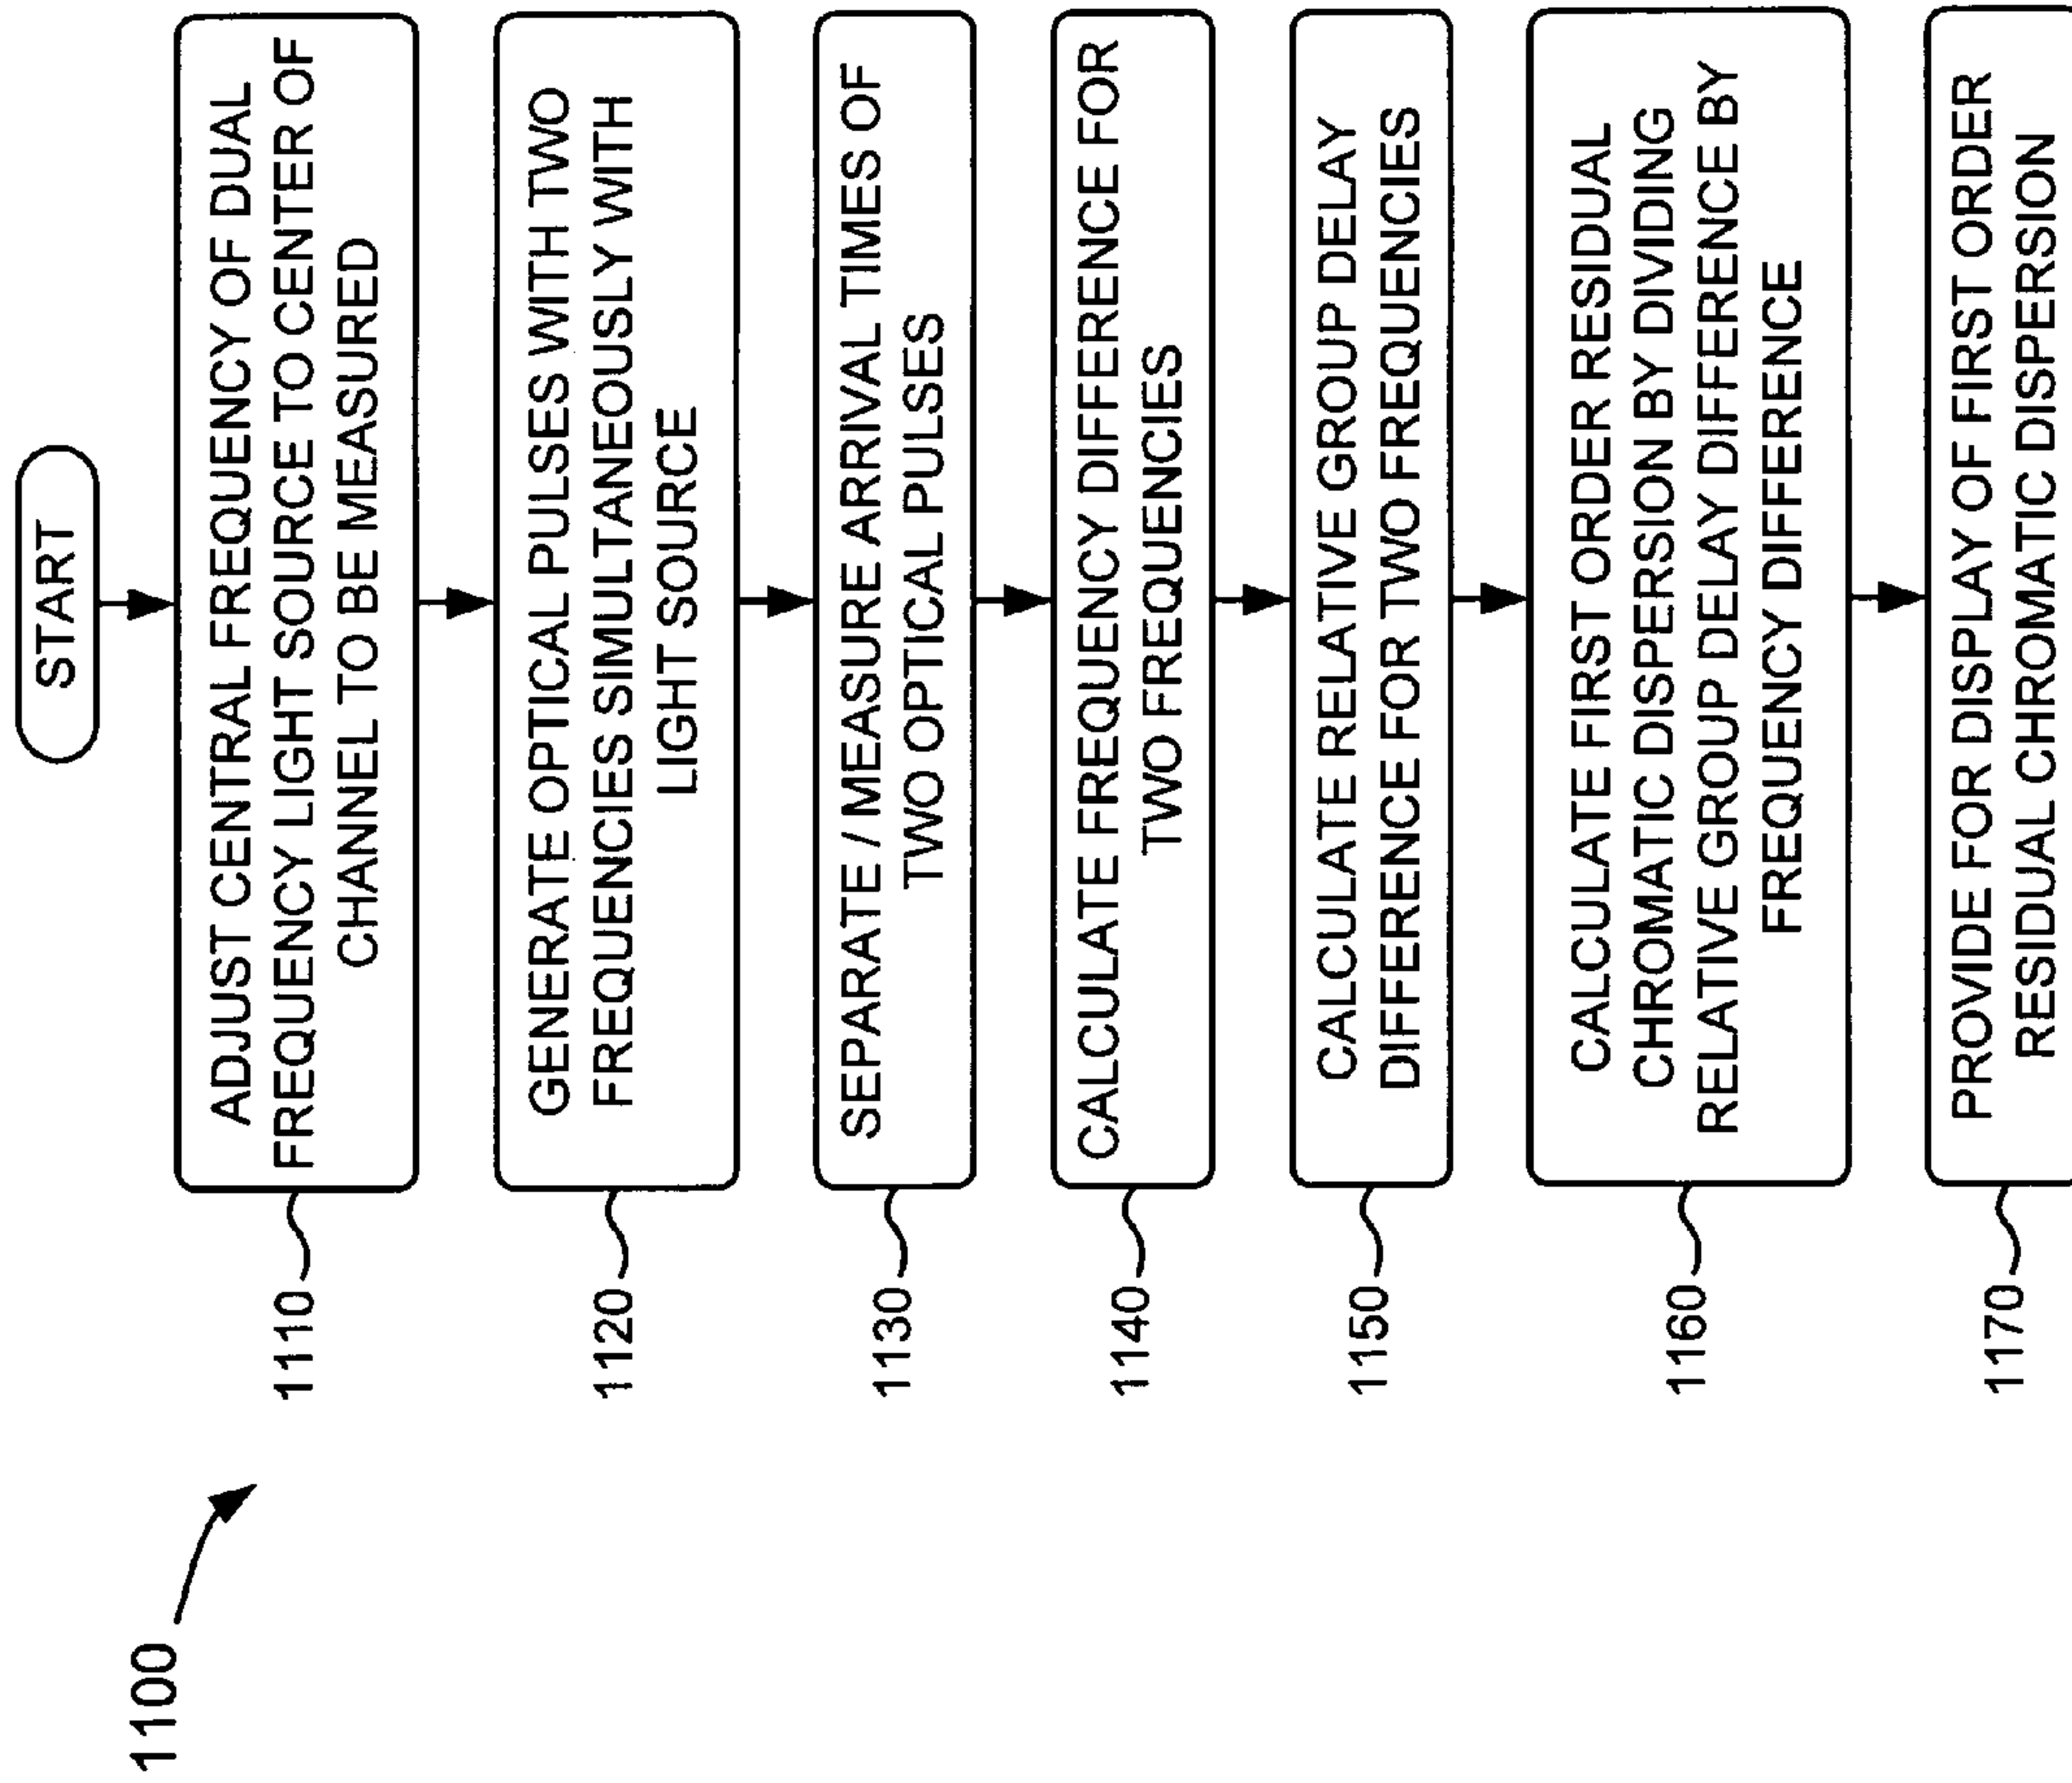 1100
START
1110
ADJUST CENTRAL FREQUENCY OF DUAL
FREQUENCY LIGHT SOURCE TO CENTER OF
CHANNEL TO BE MEASURED
1120
GENERATE OPTICAL PULSES WITH TWO
FREQUENCIES SIMULTANEOUSLY WITH
LIGHT SOURCE
1130
SEPARATE / MEASURE ARRIVAL TIMES OF
TWO OPTICAL PULSES
1140
CALCULATE FREQUENCY DIFFERENCE FOR
TWO FREQUENCIES
1150
CALCULATE RELATIVE GROUP DELAY
DIFFERENCE FOR TWO FREQUENCIES
1160
CALCULATE FIRST ORDER RESIDUAL
CHROMATIC DISPERSION BY DIVIDING
RELATIVE GROUP DELAY DIFFERENCE BY
FREQUENCY DIFFERENCE
1170
PROVIDE FOR DISPLAY OF FIRST ORDER
RESIDUAL CHROMATIC DISPERSION